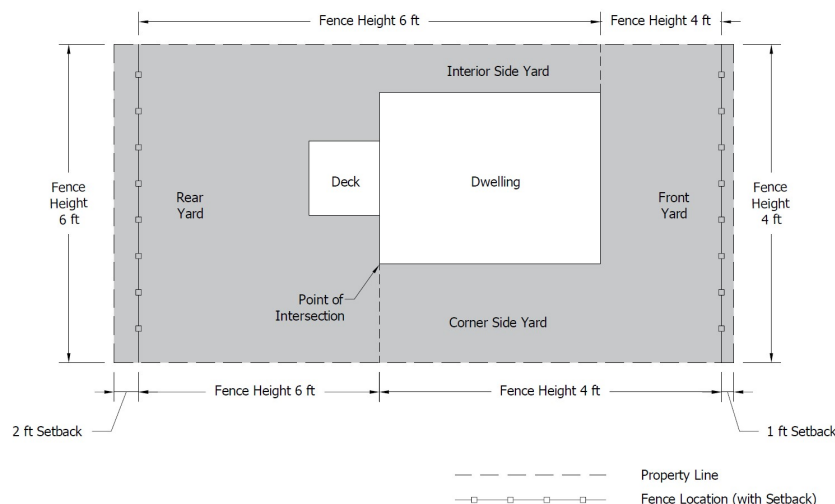 Fence Height 6 ft
Fence Height 4 ft
Interior Side Yard
Deck
Dwelling
Fence
Height
6 ft
Rear
Yard
Front
Yard
Fence
Height
4 ft
Point of
Intersection
Corner Side Yard
Fence Height 6 ft
Fence Height 4 ft
2 ft Setback
1 ft Setback
Property Line
Fence Location (with Setback)